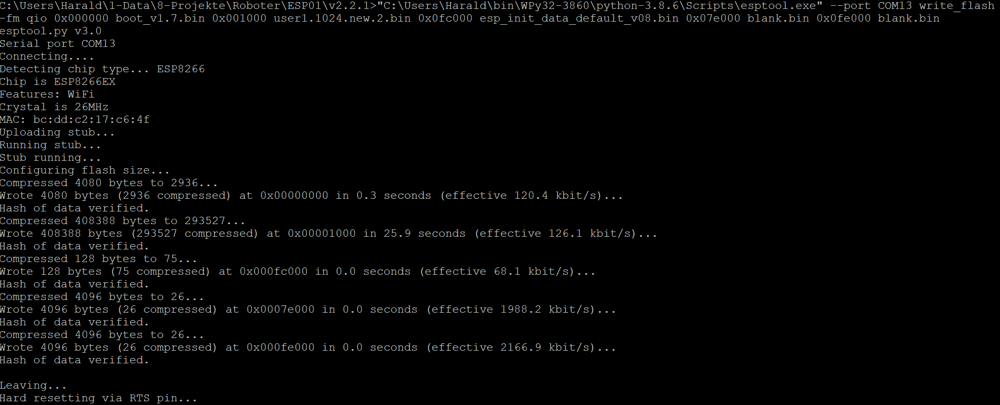 C:\Users\Harald\1-Data\8-Projekte\Roboter\ESP01\v2.2.1>"C:\Users\Harald\bin\WPy32-3860\python-3.8.6\Scripts\esptool.exe" --port COM13 write_flash
-fm qio 0x000000 boot_v1.7.bin 0x001000 user1.1024.new.2.bin 0x0fc000 esp_init_data_default_v08.bin 0x07e000 blank.bin 0x0fe000 blank.bin
esptool.py v3.0
Serial port COM13
Connecting....
Detecting chip type... ESP8266
Chip is ESP8266EX
Features: WiFi
Crystal is 26MHz
MAC: bc:dd:c2:17:c6:4f
Uploading stub...
Running stub...
Stub running...
Configuring flash size...
Compressed 4080 bytes to 2936...
Wrote 4080 bytes (2936 compressed) at 0x00000000 in 0.3 seconds (effective 120.4 kbit/s)...
Hash of data verified.
Compressed 408388 bytes to 293527...
Wrote 408388 bytes (293527 compressed) at 0x00001000 in 25.9 seconds (effective 126.1 kbit/s)...
Hash of data verified.
Compressed 128 bytes to 75...
Wrote 128 bytes (75 compressed) at 0x000fc000 in 0.0 seconds (effective 68.1 kbit/s)...
Hash of data verified.
Compressed 4096 bytes to 26...
Wrote 4096 bytes (26 compressed) at 0x0007e000 in 0.0 seconds (effective 1988.2 kbit/s)...
Hash of data verified.
Compressed 4096 bytes to 26...
Wrote 4096 bytes (26 compressed) at 0x000fe000 in 0.0 seconds (effective 2166.9 kbit/s)...
Hash of data verified.
Leaving...
Hard resetting via RTS pin...